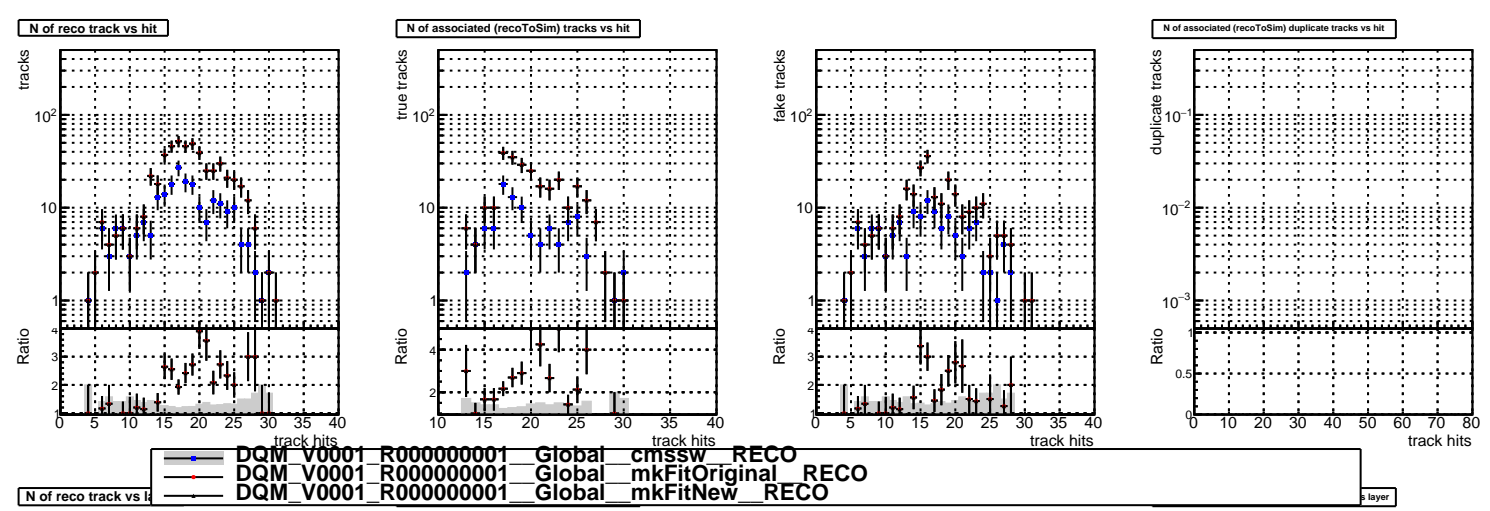 N of reco track vs hit
N of associated (recoToSim) tracks vs hit
N of associated (recoToSim) duplicate tracks vs hit
tracks
10²
10
1
Ratio
4
3
2
1
0 5 10 15 20 25 30 35 40
track hits
true tracks
10²
10
1
Ratio
4
2
10 15 20 25 30 35 40
track hits
fake tracks
10²
10
1
Ratio
4
3
2
1
0 5 10 15 20 25 30 35 40
track hits
duplicate tracks
10⁻¹
10⁻²
10⁻³
Ratio
1
0.5
0
0 10 20 30 40 50 60 70 80
track hits
DQM_V0001_R000000001__Global__cmssw__RECO
DQM_V0001_R000000001__Global__mkFitOriginal__RECO
DQM_V0001_R000000001__Global__mkFitNew__RECO
N of reco track vs la
s layer